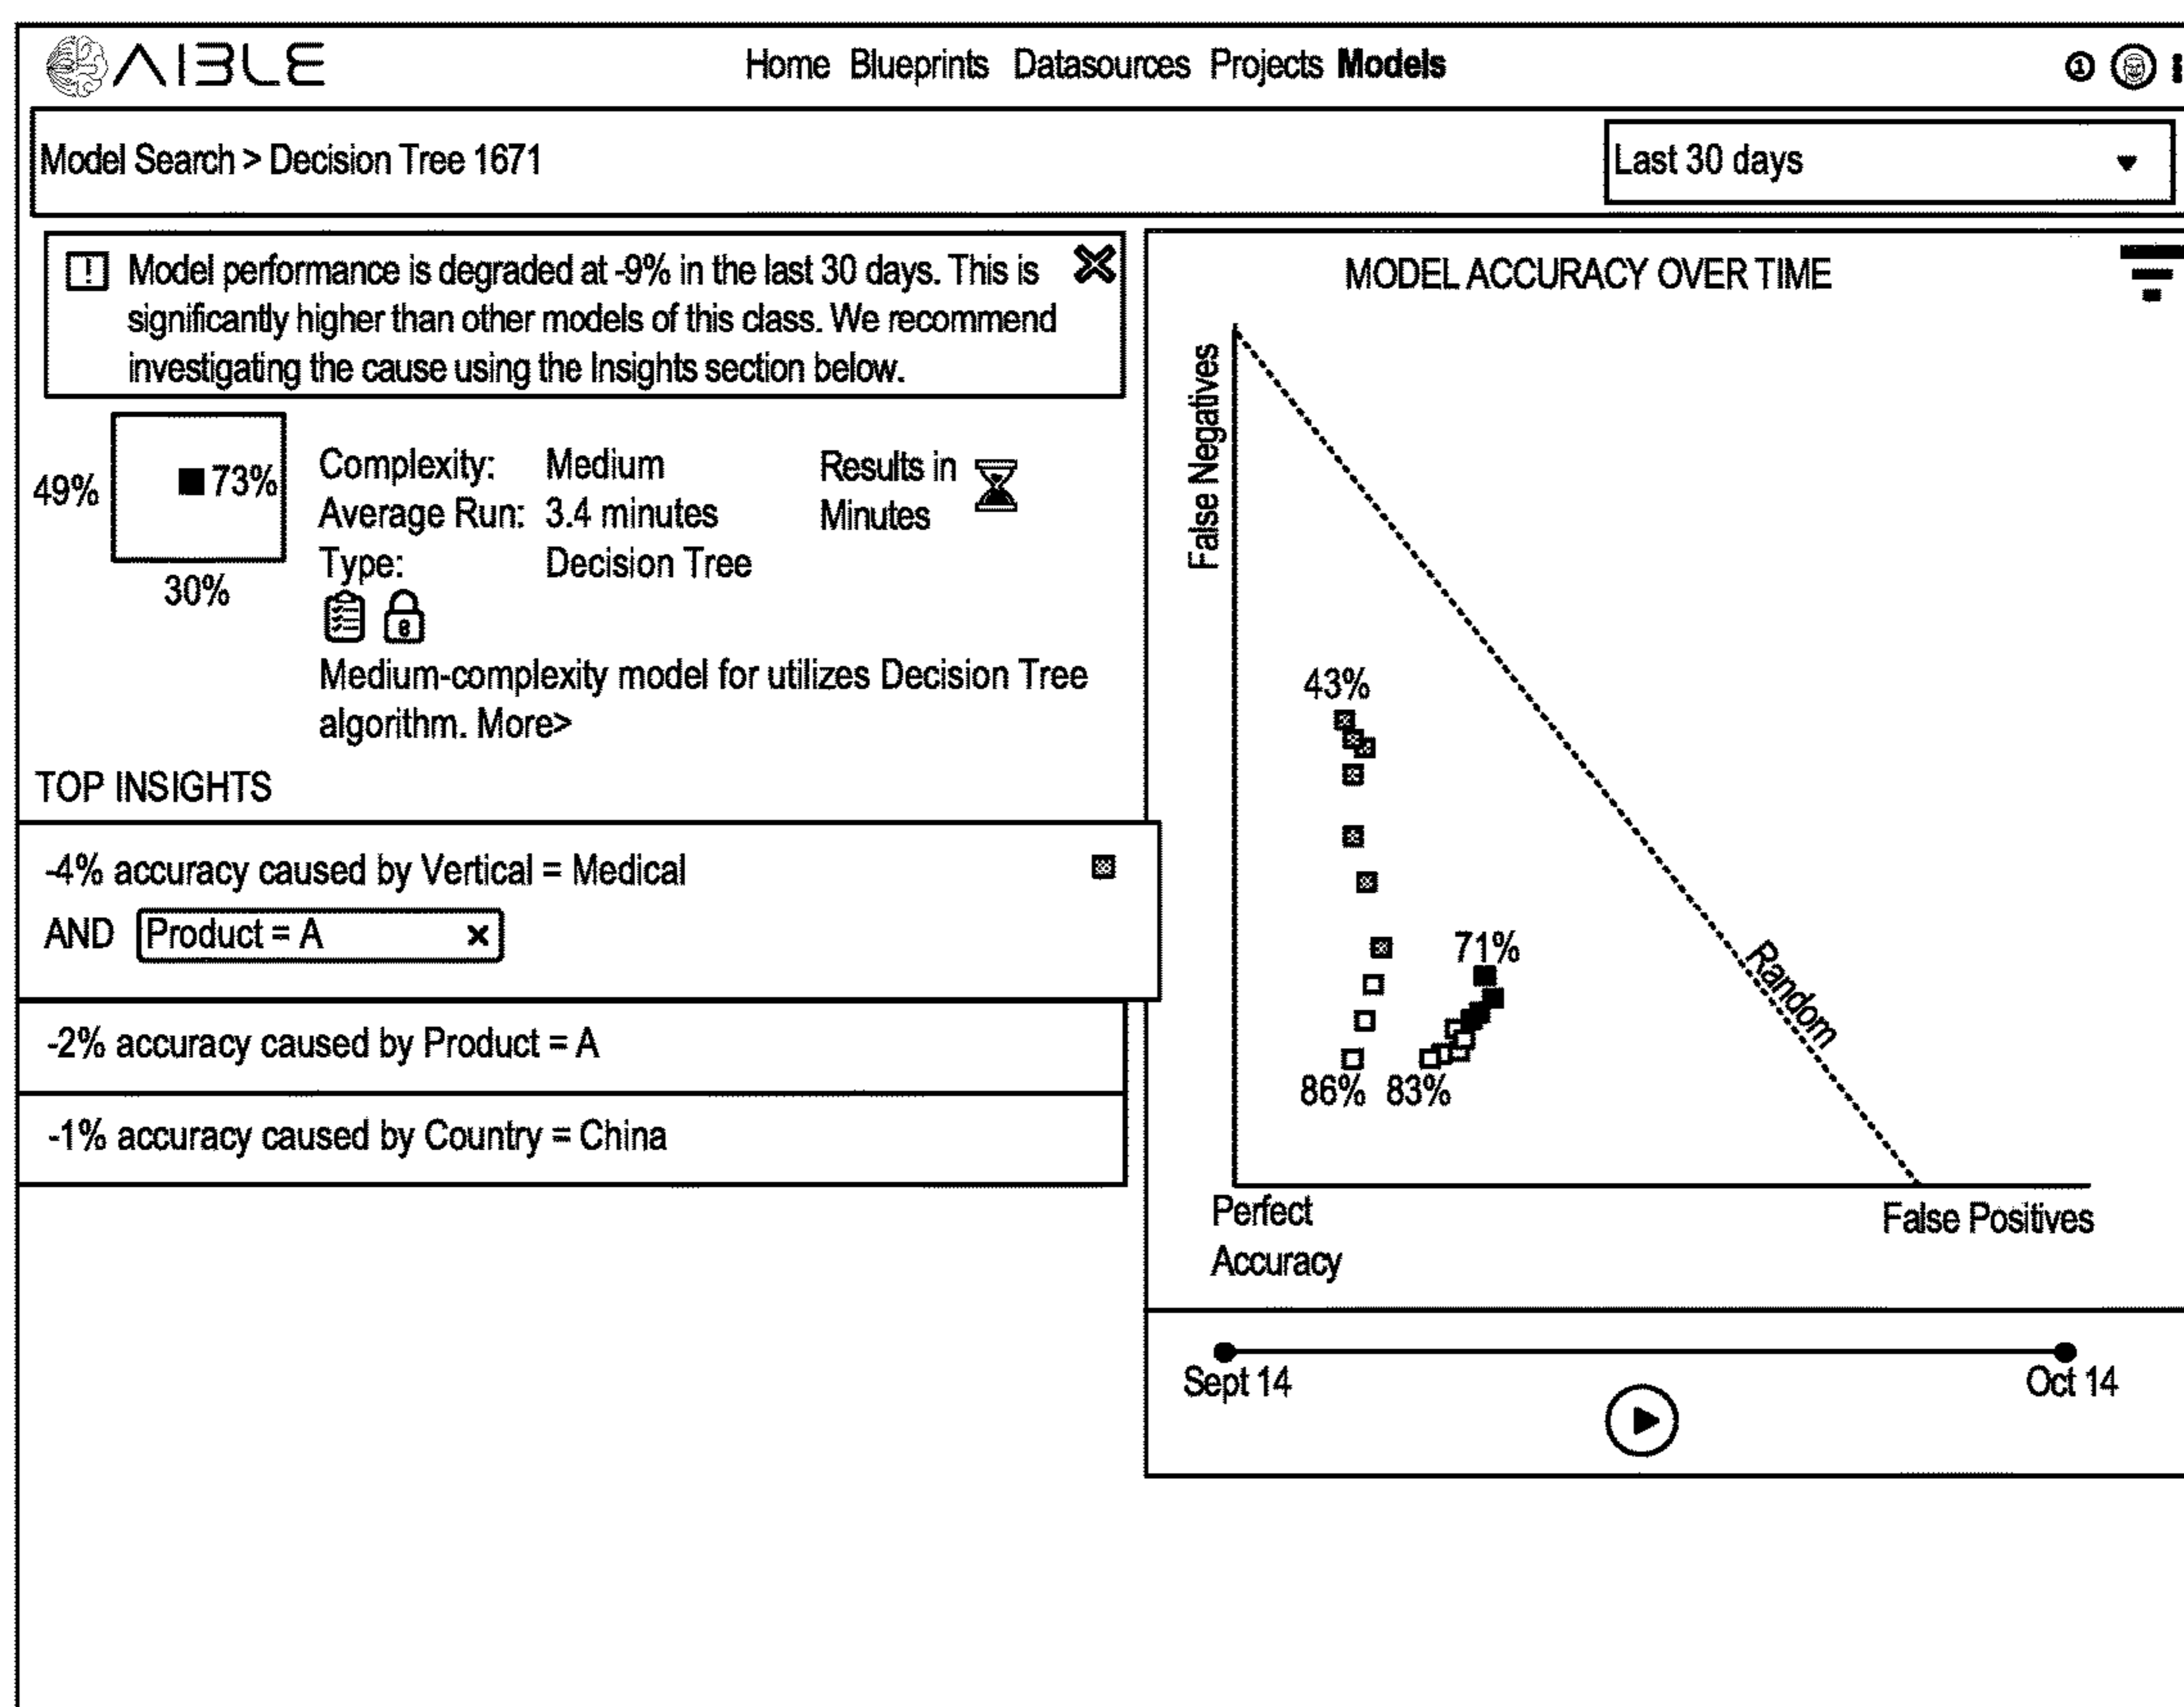 AIBLE
Home Blueprints Datasources Projects Models
1
Model Search > Decision Tree 1671
Last 30 days
! Model performance is degraded at -9% in the last 30 days. This is
significantly higher than other models of this class. We recommend
investigating the cause using the Insights section below.
49%
73%
30%
Complexity: Medium
Average Run: 3.4 minutes
Type: Decision Tree
Results in
Minutes
8
Medium-complexity model for utilizes Decision Tree
algorithm. More>
TOP INSIGHTS
-4% accuracy caused by Vertical = Medical
AND Product = A x
-2% accuracy caused by Product = A
-1% accuracy caused by Country = China
MODEL ACCURACY OVER TIME
False Negatives
43%
71%
Random
86% 83%
Perfect
Accuracy
False Positives
Sept 14
Oct 14